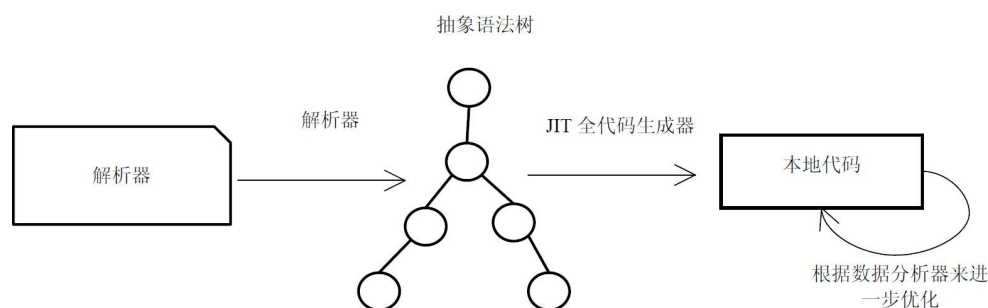 抽象语法树
解析器
JIT 全代码生成器
解析器
本地代码
根据数据分析器来进
一步优化